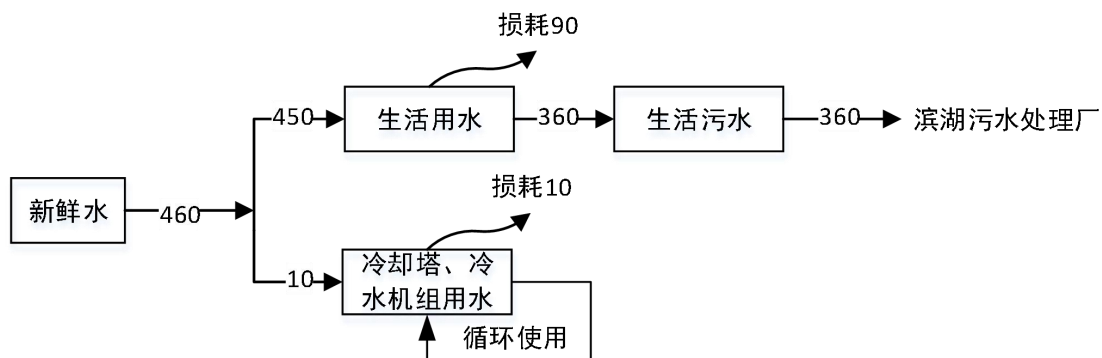 损耗90
450
生活用水
360
生活污水
360
滨湖污水处理厂
新鲜水
460
损耗10
10
冷却塔、冷
水机组用水
循环使用